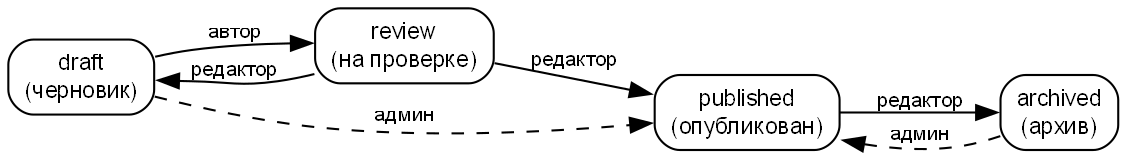 draft
(черновик)
автор
редактор
админ
review
(на проверке)
редактор
published
(опубликован)
редактор
админ
archived
(архив)